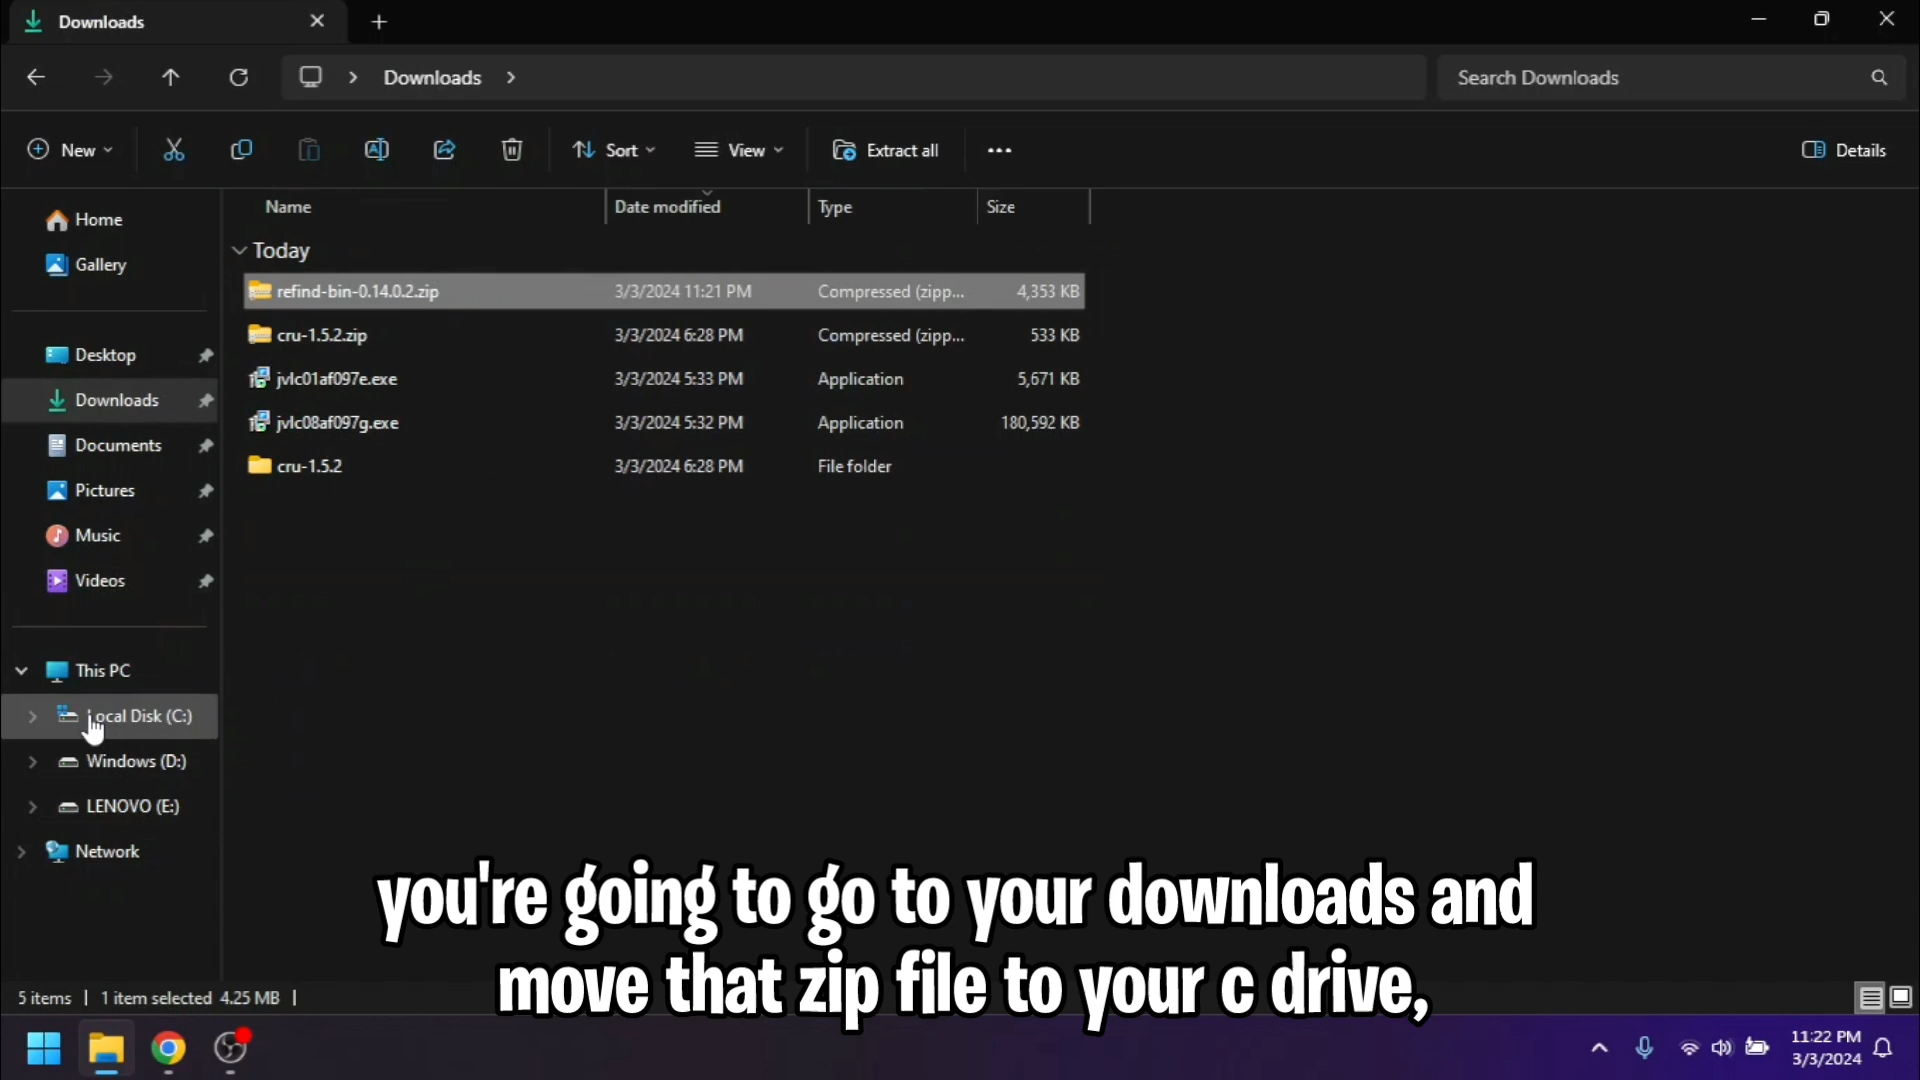 Downloads
Downloads
Search Downloads
New
Sort
View
Extract all
Details
Home
Gallery
Desktop
Downloads
Documents
Pictures
Music
Videos
This PC
Local Disk (C:)
Windows (D:)
LENOVO (E:)
Network
Name Date modified Type Size
Today
refind-bin-0.14.0.2.zip 3/3/2024 11:21 PM Compressed (zipp... 4,353 KB
cru-1.5.2.zip 3/3/2024 6:28 PM Compressed (zipp... 533 KB
jvlc01af097e.exe 3/3/2024 5:33 PM Application 5,671 KB
jvlc08af097g.exe 3/3/2024 5:32 PM Application 180,592 KB
cru-1.5.2 3/3/2024 6:28 PM File folder
you're going to go to your downloads and
move that zip file to your c drive,
5 items 1 item selected 4.25 MB
11:22 PM
3/3/2024